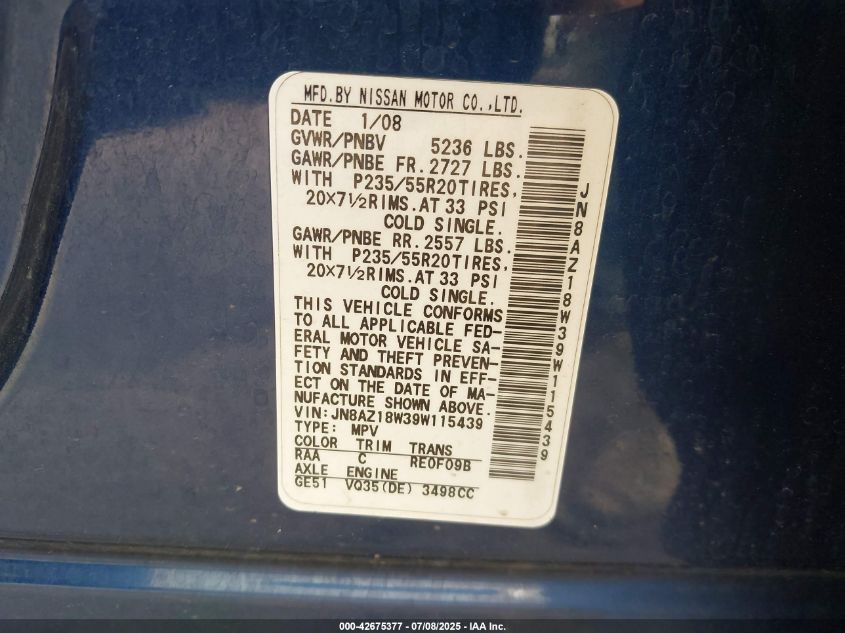 MFD.BY NISSAN MOTOR CO.,LTD.
DATE 1/08
GVWR/PNBV 5236 LBS.
GAWR/PNBE FR. 2727 LBS.
WITH P235/55R20TIRES,
20×7½RIMS.AT 33 PSI
COLD SINGLE.
GAWR/PNBE RR. 2557 LBS.
WITH P235/55R20TIRES,
20×7½RIMS.AT 33 PSI
COLD SINGLE.
THIS VEHICLE CONFORMS
TO ALL APPLICABLE FED-
ERAL MOTOR VEHICLE SA-
FETY AND THEFT PREVEN-
TION STANDARDS IN EFF-
ECT ON THE DATE OF MA-
NUFACTURE SHOWN ABOVE.
VIN:JN8AZ18W39W115439
TYPE: MPV
COLOR TRIM TRANS
RAA C RE0F09B
AXLE ENGINE
GE51 VQ35(DE) 3498CC
JN8AZ18W39W115439
000-42675377 - 07/08/2025 - IAA Inc.